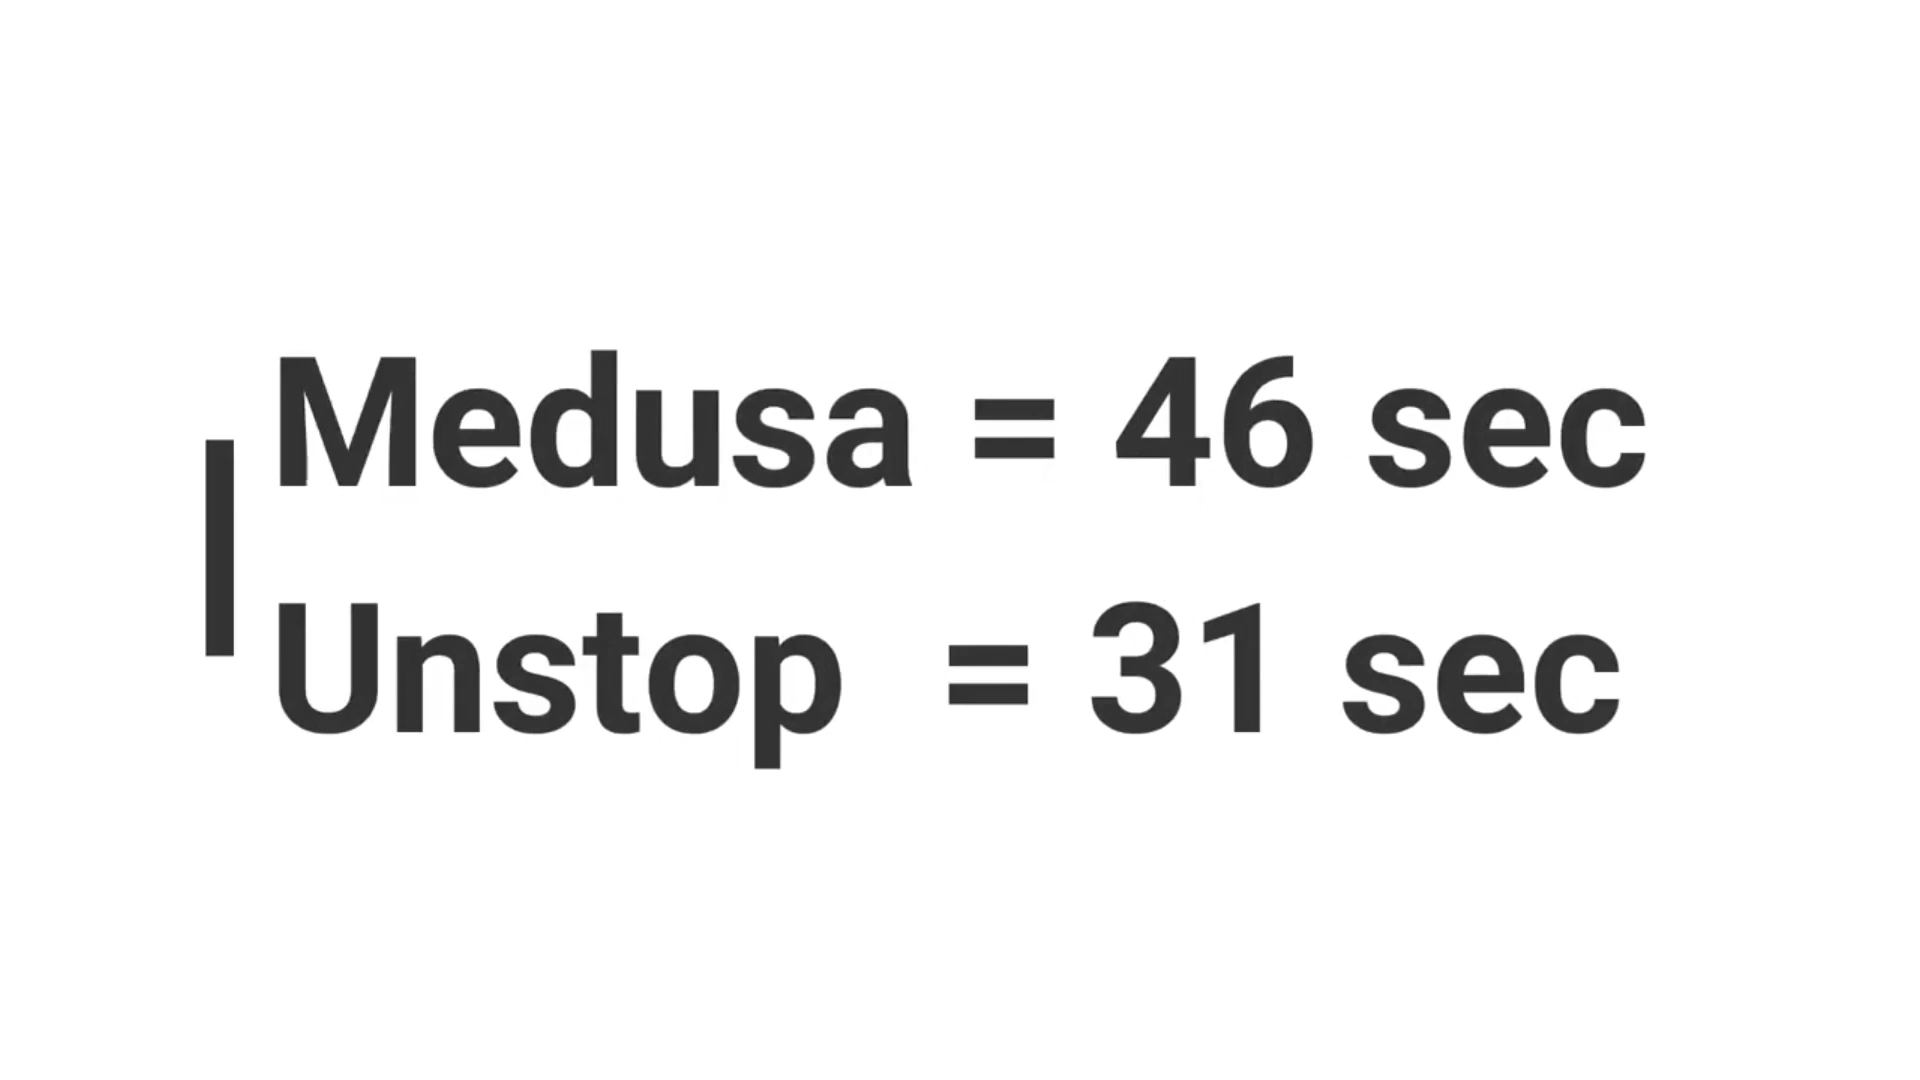 Medusa = 46 sec
Unstop = 31 sec